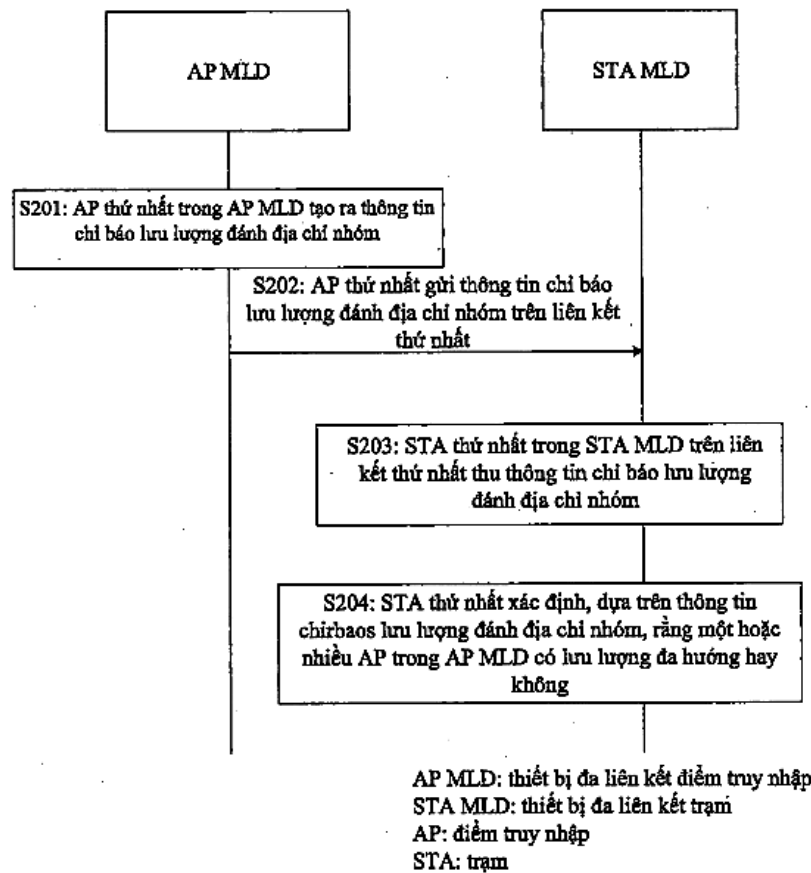 AP MLD
STA MLD
S201: AP thứ nhất trong AP MLD tạo ra thông tin
chỉ báo lưu lượng đánh địa chỉ nhóm
S202: AP thứ nhất gửi thông tin chỉ báo
lưu lượng đánh địa chỉ nhóm trên liên kết
thứ nhất
S203: STA thứ nhất trong STA MLD trên liên
kết thứ nhất thu thông tin chỉ báo lưu lượng
đánh địa chỉ nhóm
S204: STA thứ nhất xác định, dựa trên thông tin
chirbaos lưu lượng đánh địa chỉ nhóm, rằng một hoặc
nhiều AP trong AP MLD có lưu lượng đa hướng hay
không
AP MLD: thiết bị đa liên kết điểm truy nhập
STA MLD: thiết bị đa liên kết trạm
AP: điểm truy nhập
STA: trạm